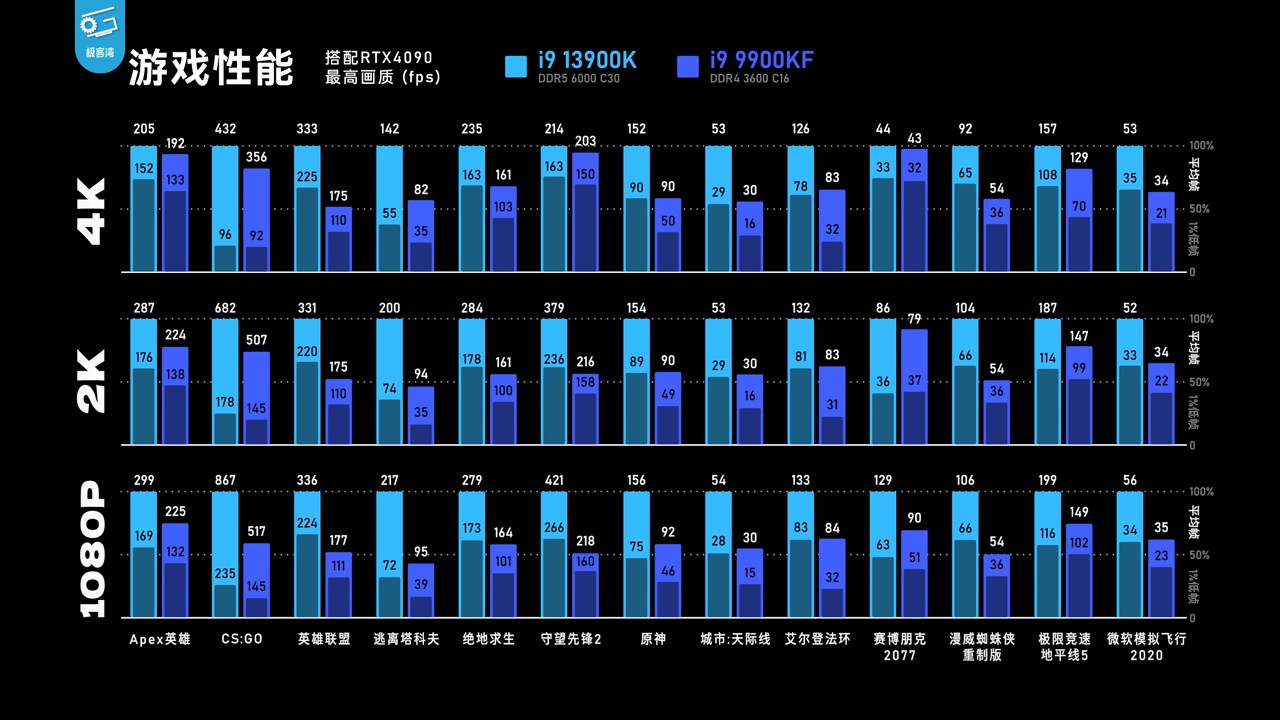 极客湾
游戏性能
搭配RTX4090
最高画质 (fps)
i9 13900K
DDR5 6000 C30
i9 9900KF
DDR4 3600 C16
4K
205 192 432 356 333 175 142 82 235 161 214 203 152 90 53 30 126 83 44 43 92 54 157 129 53 34
152 133 96 92 225 110 55 35 163 103 163 150 90 50 29 16 78 32 33 32 65 36 108 70 35 21
100%
平均帧
50%
1%低帧
0
2K
287 224 682 507 331 175 200 94 284 161 379 216 154 90 53 30 132 83 86 79 104 54 187 147 52 34
176 138 178 145 220 110 74 35 178 100 236 158 89 49 29 16 81 31 36 37 66 36 114 99 33 22
100%
平均帧
50%
1%低帧
0
1080P
299 225 867 517 336 177 217 95 279 164 421 218 156 92 54 30 133 84 129 90 106 54 199 149 56 35
169 132 235 145 224 111 72 39 173 101 266 160 75 46 28 15 83 32 63 51 66 36 116 102 34 23
100%
平均帧
50%
1%低帧
0
Apex英雄
CS:GO
英雄联盟
逃离塔科夫
绝地求生
守望先锋2
原神
城市:天际线
艾尔登法环
赛博朋克
2077
漫威蜘蛛侠
重制版
极限竞速
地平线5
微软模拟飞行
2020